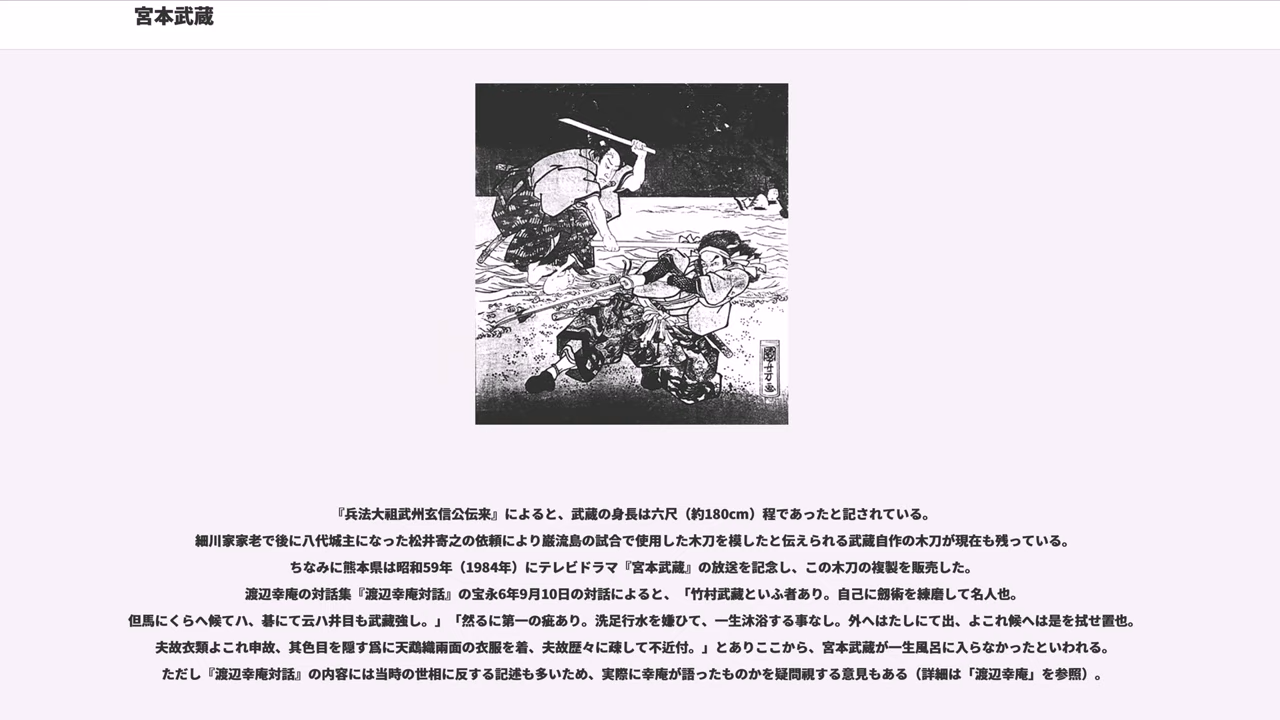 宮本武蔵
國芳画
『兵法大祖武州玄信公伝来』によると、武蔵の身長は六尺（約180cm）程であったと記されている。
細川家家老で後に八代城主になった松井寄之の依頼により巌流島の試合で使用した木刀を模したと伝えられる武蔵自作の木刀が現在も残っている。
ちなみに熊本県は昭和59年（1984年）にテレビドラマ『宮本武蔵』の放送を記念し、この木刀の複製を販売した。
渡辺幸庵の対話集『渡辺幸庵対話』の宝永6年9月10日の対話によると、「竹村武藏といふ者あり。自己に劔術を練磨して名人也。
但馬にくらへ候てハ、碁にて云ハ井目も武藏強し。」「然るに第一の疵あり。洗足行水を嫌ひて、一生沐浴する事なし。外へはたしにて出、よこれ候へは是を拭せ置也。
夫故衣類よこれ申故、其色目を隠す爲に天鵡織兩面の衣服を着、夫故歴々に疎して不近付。」とありここから、宮本武蔵が一生風呂に入らなかったといわれる。
ただし『渡辺幸庵対話』の内容には当時の世相に反する記述も多いため、実際に幸庵が語ったものかを疑問視する意見もある（詳細は「渡辺幸庵」を参照）。